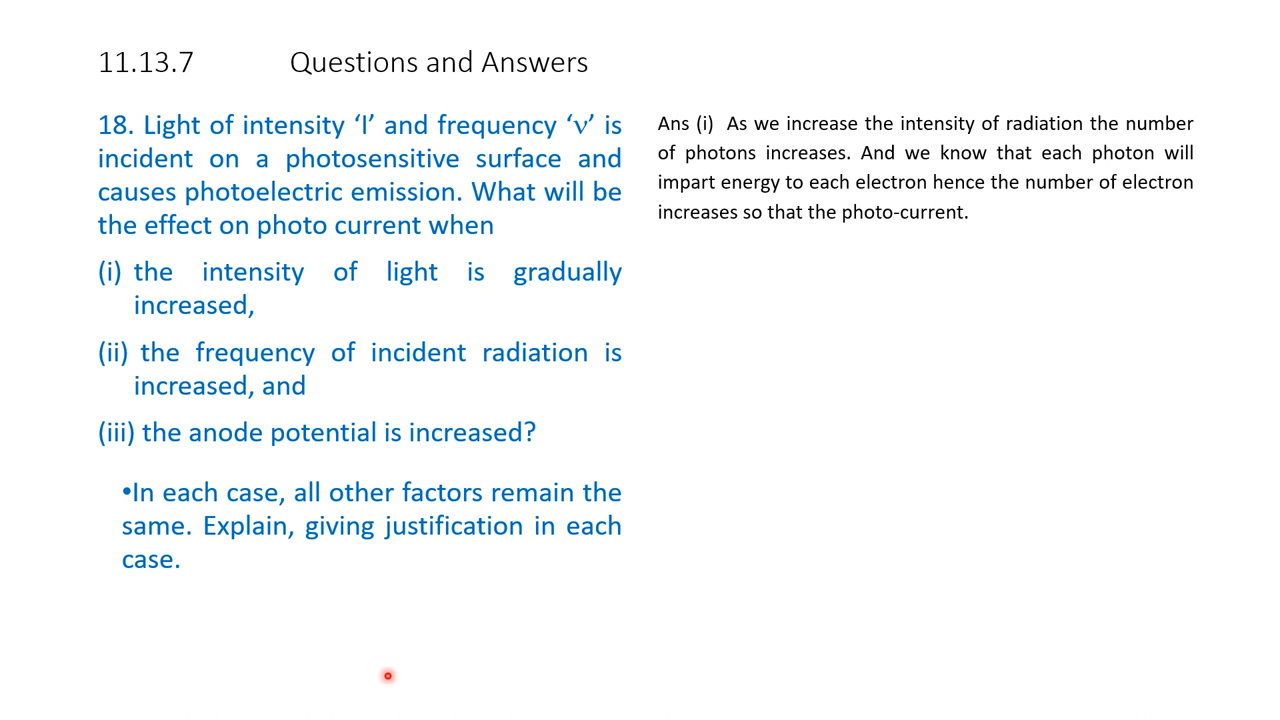 11.13.7 Questions and Answers
18. Light of intensity ‘I’ and frequency ‘ν’ is
incident on a photosensitive surface and
causes photoelectric emission. What will be
the effect on photo current when
(i) the intensity of light is gradually
increased,
(ii) the frequency of incident radiation is
increased, and
(iii) the anode potential is increased?
•In each case, all other factors remain the
same. Explain, giving justification in each
case.
Ans (i) As we increase the intensity of radiation the number
of photons increases. And we know that each photon will
impart energy to each electron hence the number of electron
increases so that the photo-current.